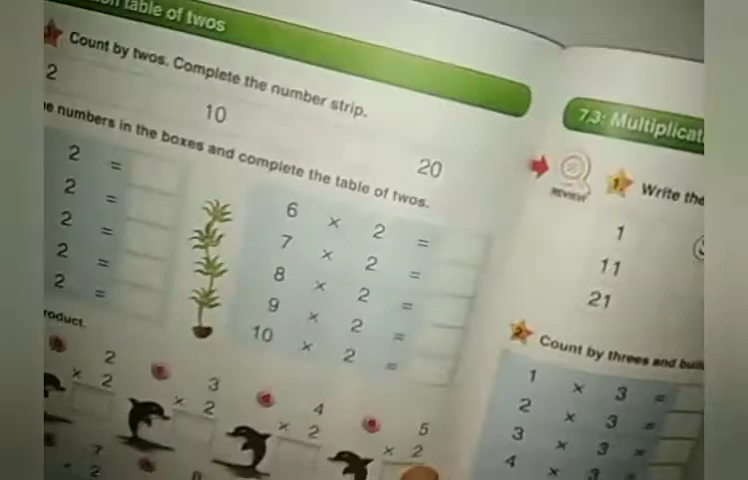 table of twos
Count by twos. Complete the number strip.
2
10
20
numbers in the boxes and complete the table of twos.
2 =
2 =
2 =
2 =
2 =
6 × 2 =
7 × 2 =
8 × 2 =
9 × 2 =
10 × 2 =
2
× 2
3
× 2
4
× 2
5
× 2
7
× 2
7.3: Multiplicat
REVIEW
1. Write the
1
11
21
2. Count by threes and buil
1 × 3 =
2 × 3 =
3 × 3 =
4 × 3